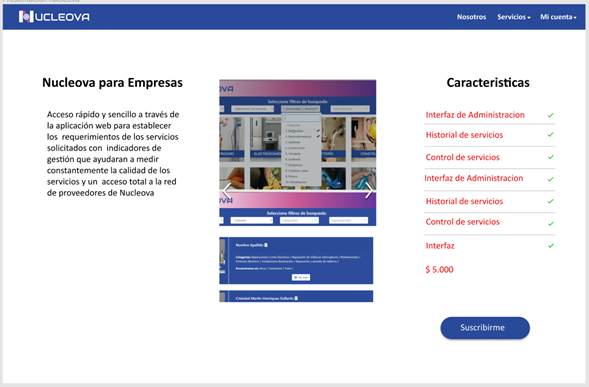 NUCLEOVA
Nosotros Servicios Mi cuenta
Nucleova para Empresas
Acceso rápido y sencillo a través de
la aplicación web para establecer
los requerimientos de los servicios
solicitados con indicadores de
gestión que ayudaran a medir
constantemente la calidad de los
servicios y un acceso total a la red
de proveedores de Nucleova
OVA
Seleccione filtros de busqueda:
OVA
Seleccione filtros de busqueda:
Nombre Apellido
Cristobal Martin Henriquez Gallardo
Caracteristicas
Interfaz de Administracion
Historial de servicios
Control de servicios
Interfaz de Administracion
Historial de servicios
Control de servicios
Interfaz
$ 5.000
Suscribirme